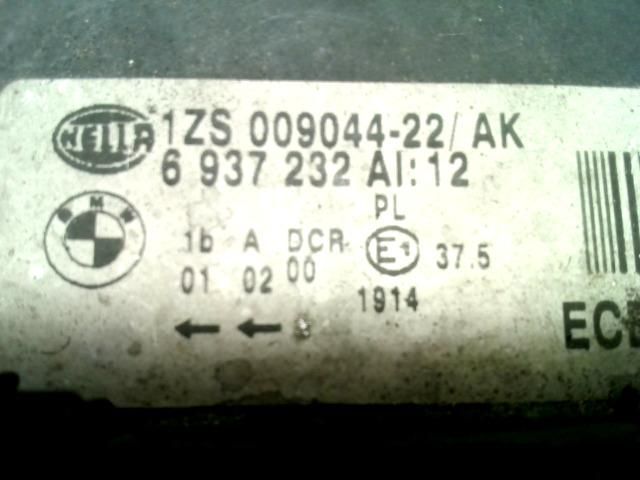 HELLA 1ZS 009044-22/ AK
6 937 232 AI:12
BMW
PL
1b A DCR E1 37.5
01 02 00
1914